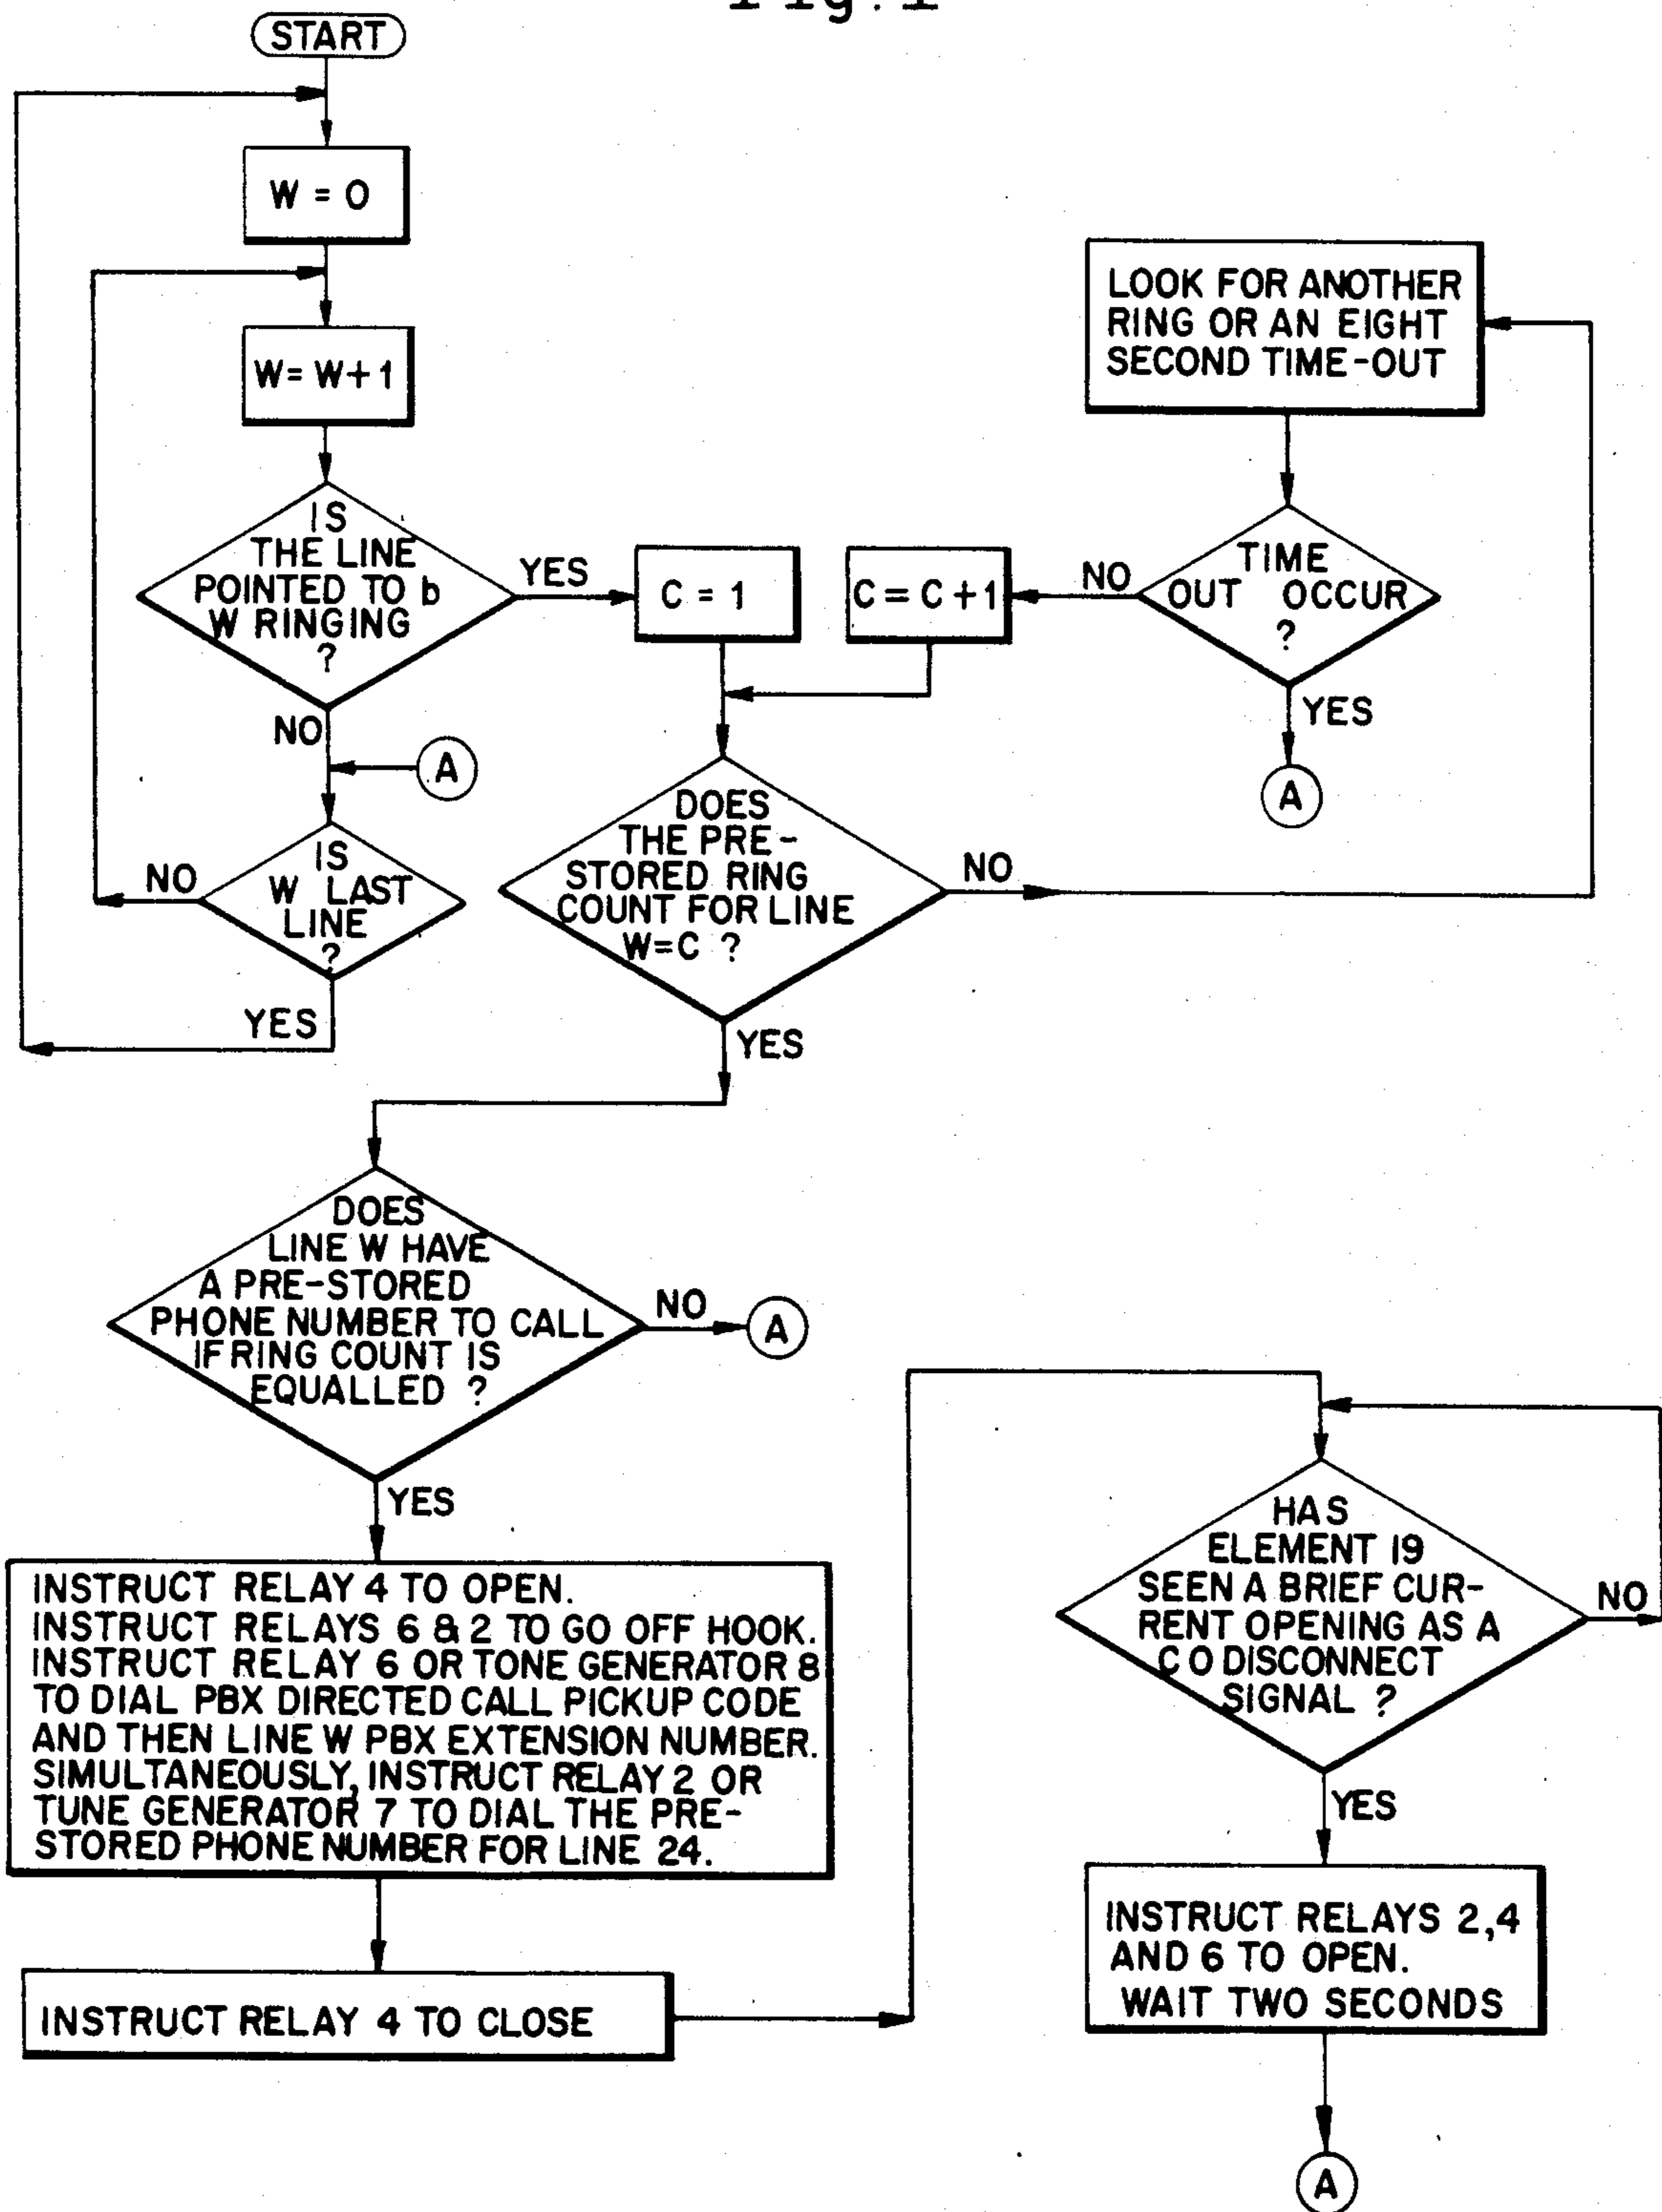 Fig. 1
START
W = 0
W = W+1
IS
THE LINE
POINTED TO b
W RINGING
?
YES
NO
A
IS
W LAST
LINE
?
NO
YES
C = 1
C = C +1
LOOK FOR ANOTHER
RING OR AN EIGHT
SECOND TIME-OUT
TIME
OUT OCCUR
?
NO
YES
A
DOES
THE PRE-
STORED RING
COUNT FOR LINE
W=C ?
NO
YES
DOES
LINE W HAVE
A PRE-STORED
PHONE NUMBER TO CALL
IF RING COUNT IS
EQUALLED ?
NO
A
YES
INSTRUCT RELAY 4 TO OPEN.
INSTRUCT RELAYS 6 & 2 TO GO OFF HOOK.
INSTRUCT RELAY 6 OR TONE GENERATOR 8
TO DIAL PBX DIRECTED CALL PICKUP CODE
AND THEN LINE W PBX EXTENSION NUMBER.
SIMULTANEOUSLY, INSTRUCT RELAY 2 OR
TUNE GENERATOR 7 TO DIAL THE PRE-
STORED PHONE NUMBER FOR LINE 24.
INSTRUCT RELAY 4 TO CLOSE
HAS
ELEMENT 19
SEEN A BRIEF CUR-
RENT OPENING AS A
C O DISCONNECT
SIGNAL ?
NO
YES
INSTRUCT RELAYS 2,4
AND 6 TO OPEN.
WAIT TWO SECONDS
A